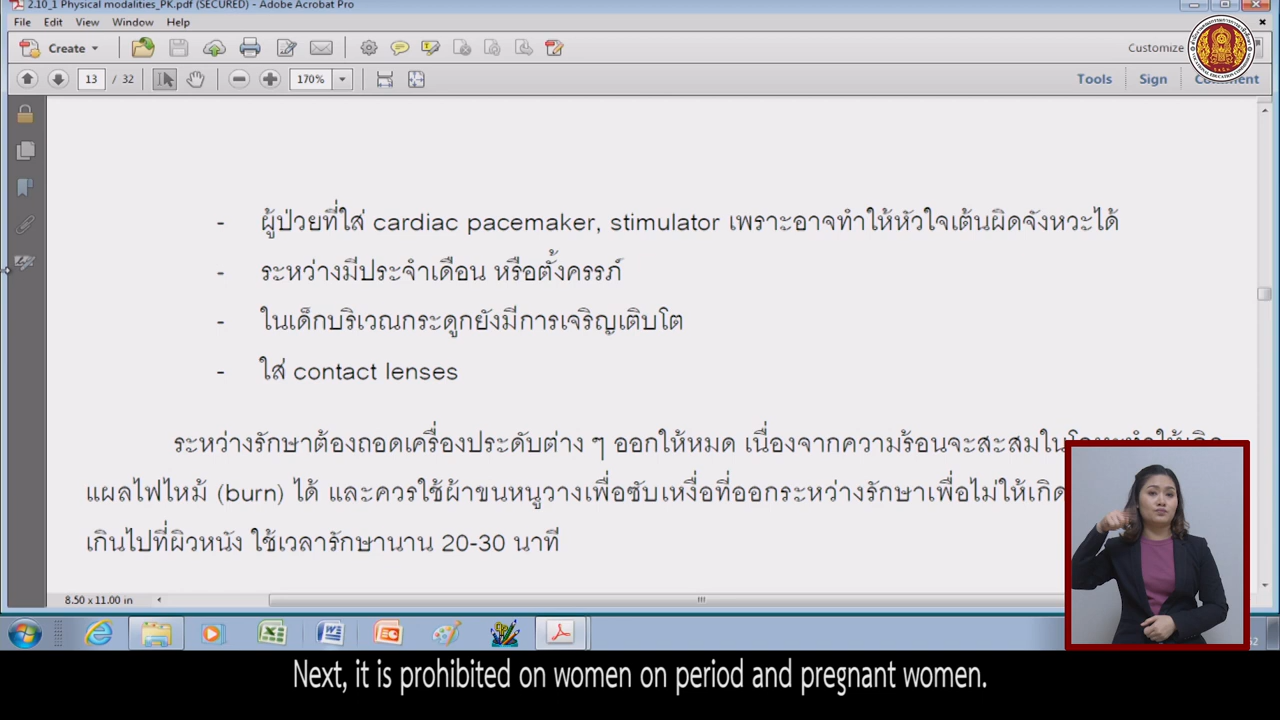 2.10_1 Physical modalities_PK.pdf (SECURED) - Adobe Acrobat Pro
File Edit View Window Help
Create Customize
13 / 32 170% Tools Sign Comment
- ผู้ป่วยที่ใส่ cardiac pacemaker, stimulator เพราะอาจทำให้หัวใจเต้นผิดจังหวะได้
- ระหว่างมีประจำเดือน หรือตั้งครรภ์
- ในเด็กบริเวณกระดูกยังมีการเจริญเติบโต
- ใส่ contact lenses
ระหว่างรักษาต้องถอดเครื่องประดับต่าง ๆ ออกให้หมด เนื่องจากความร้อนจะสะสมใน
แผลไฟไหม้ (burn) ได้ และควรใช้ผ้าขนหนูวางเพื่อซับเหงื่อที่ออกระหว่างรักษาเพื่อไม่ให้เกิด
เกินไปที่ผิวหนัง ใช้เวลารักษานาน 20-30 นาที
8.50 x 11.00 in
Next, it is prohibited on women on period and pregnant women.